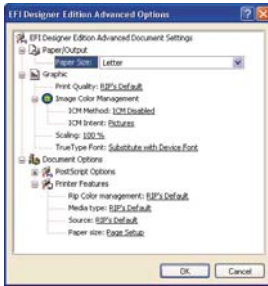 EFI Designer Edition Advanced Options
EFI Designer Edition Advanced Document Settings
Paper/Output
Paper Size: Letter
Graphic
Print Quality: RIP's Default
Image Color Management
ICM Method: ICM Disabled
ICM Intent: Pictures
Scaling: 100 %
TrueType Font: Substitute with Device Font
Document Options
PostScript Options
Printer Features
Rip Color management: RIP's Default
Media type: RIP's Default
Source: RIP's Default
Paper size: Page Setup
OK Cancel